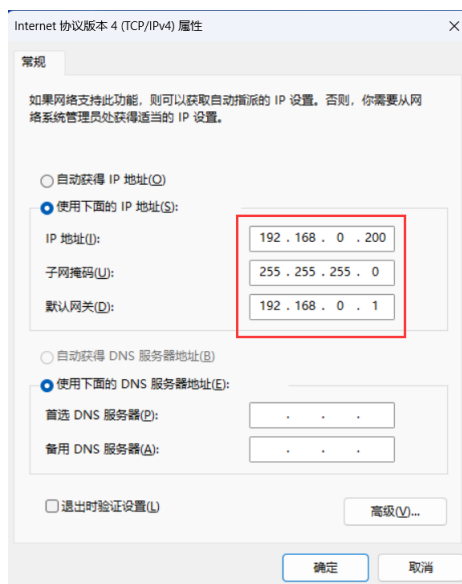 Internet 协议版本 4 (TCP/IPv4) 属性
常规
如果网络支持此功能，则可以获取自动指派的 IP 设置。否则，你需要从网
络系统管理员处获得适当的 IP 设置。
自动获得 IP 地址(O)
使用下面的 IP 地址(S):
IP 地址(I): 192 . 168 . 0 . 200
子网掩码(U): 255 . 255 . 255 . 0
默认网关(D): 192 . 168 . 0 . 1
自动获得 DNS 服务器地址(B)
使用下面的 DNS 服务器地址(E):
首选 DNS 服务器(P): . . .
备用 DNS 服务器(A): . . .
退出时验证设置(L)
高级(V)...
确定 取消